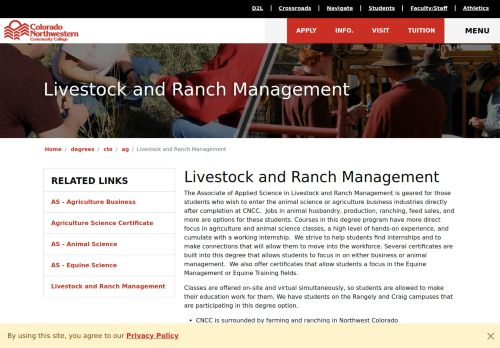 D2L | Crossroads | Navigate | Students | Faculty/Staff | Athletics
Colorado
Northwestern
Community College
APPLY INFO. VISIT TUITION MENU
Livestock and Ranch Management
Home / degrees / cte / ag / Livestock and Ranch Management
RELATED LINKS
AS - Agriculture Business
Agriculture Science Certificate
AS - Animal Science
AS - Equine Science
Livestock and Ranch Management
Livestock and Ranch Management
The Associate of Applied Science in Livestock and Ranch Management is geared for those
students who wish to enter the animal science or agriculture business industries directly
after completion at CNCC. Jobs in animal husbandry, production, ranching, feed sales, and
more are options for these students. Courses in this degree program have more direct
focus in agriculture and animal science classes, a high level of hands-on experience, and
cumulate with a working internship. We strive to help students find internships and to
make connections that will allow them to move into the workforce. Several certificates are
built into this degree that allows students to focus in on either business or animal
management. We also offer certificates that allow students a focus in the Equine
Management or Equine Training fields.
Classes are offered on-site and virtual simultaneously, so students are allowed to make
their education work for them. We have students on the Rangely and Craig campuses that
are participating in this degree option.
• CNCC is surrounded by farming and ranching in Northwest Colorado
By using this site, you agree to our Privacy Policy